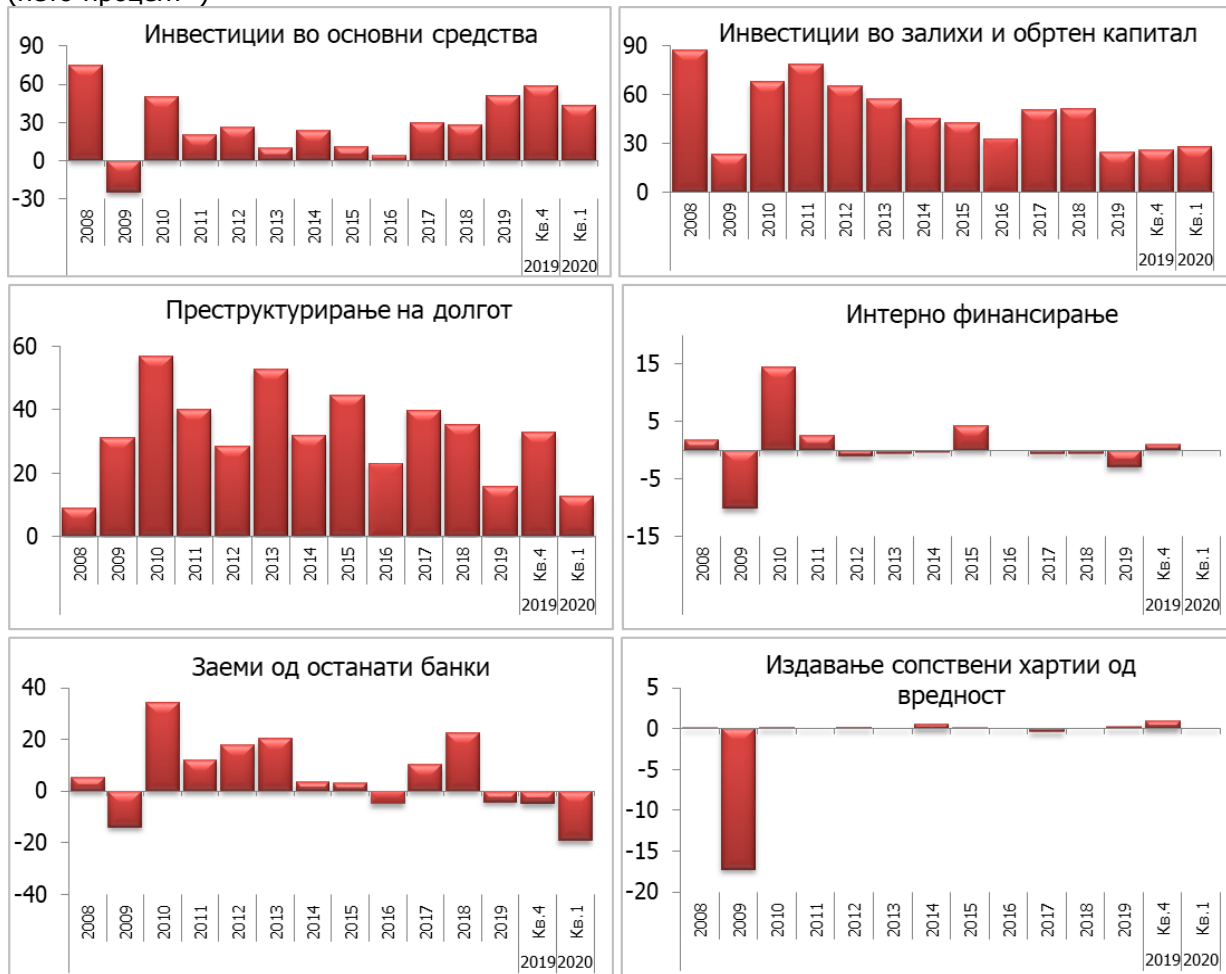 (нето процент
Инвестиции во основни средства
90
60
30
0
-30
2008 2009 2010 2011 2012 2013 2014 2015 2016 2017 2018 2019 Кв.4 Кв.1
2019 2020
Инвестиции во залихи и обртен капитал
90
60
30
0
2008 2009 2010 2011 2012 2013 2014 2015 2016 2017 2018 2019 Кв.4 Кв.1
2019 2020
Преструктурирање на долгот
60
40
20
0
2008 2009 2010 2011 2012 2013 2014 2015 2016 2017 2018 2019 Кв.4 Кв.1
2019 2020
Интерно финансирање
15
5
-5
-15
2008 2009 2010 2011 2012 2013 2014 2015 2016 2017 2018 2019 Кв.4 Кв.1
2019 2020
Заеми од останати банки
40
20
0
-20
-40
2008 2009 2010 2011 2012 2013 2014 2015 2016 2017 2018 2019 Кв.4 Кв.1
2019 2020
Издавање сопствени хартии од
вредност
5
0
-5
-10
-15
-20
2008 2009 2010 2011 2012 2013 2014 2015 2016 2017 2018 2019 Кв.4 Кв.1
2019 2020